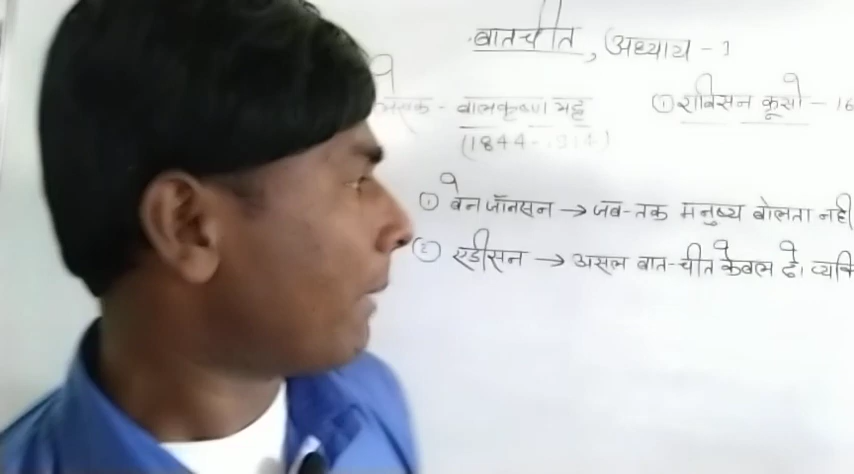 बातचीत, अध्याय - 1
लेखक - बालकृष्ण भट्ट
(1844-1914)
① राबिंसन क्रूसो - 16
① बेन जॉनसन → जब-तक मनुष्य बोलता नहीं
② एडीसन → असल बात-चीत केवल दो व्यक्ति